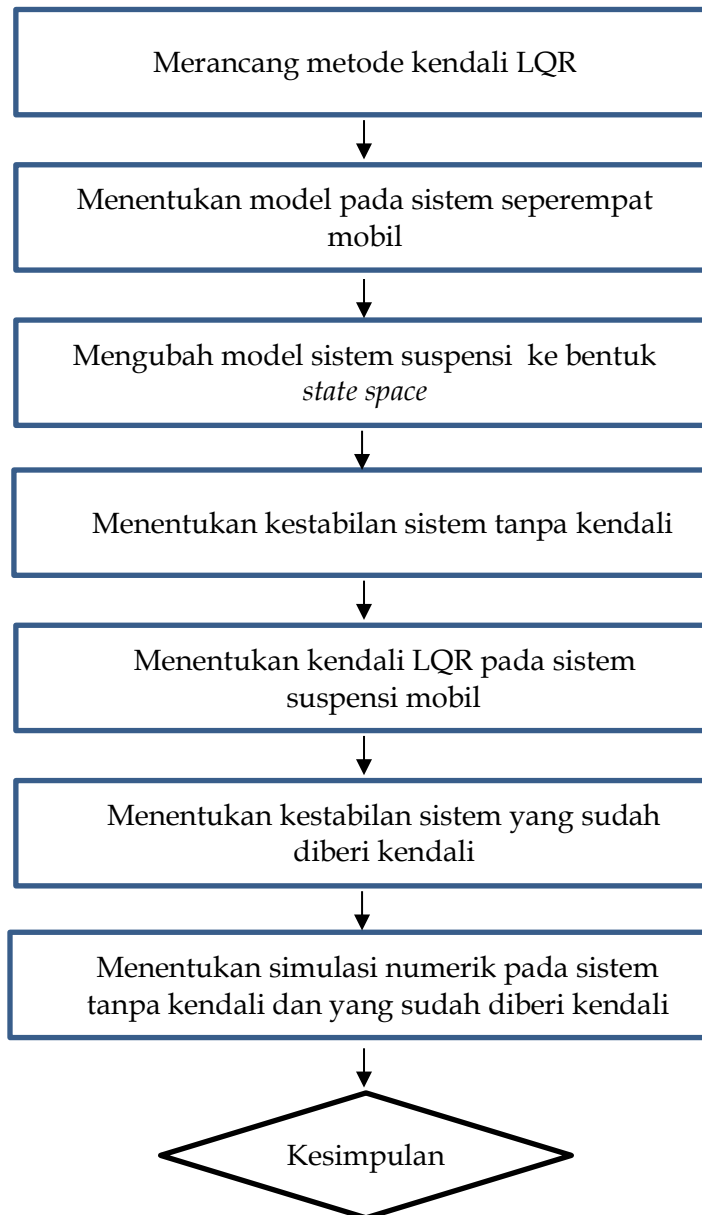 Merancang metode kendali LQR
Menentukan model pada sistem seperempat
mobil
Mengubah model sistem suspensi ke bentuk
state space
Menentukan kestabilan sistem tanpa kendali
Menentukan kendali LQR pada sistem
suspensi mobil
Menentukan kestabilan sistem yang sudah
diberi kendali
Menentukan simulasi numerik pada sistem
tanpa kendali dan yang sudah diberi kendali
Kesimpulan